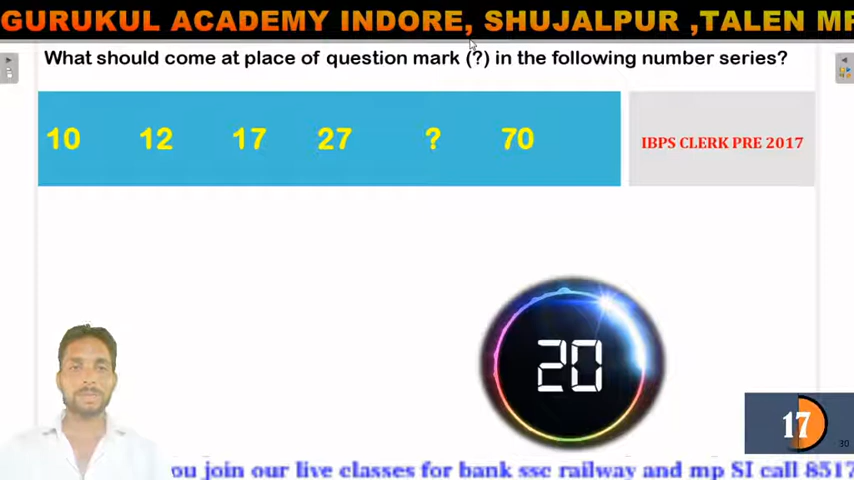 GURUKUL ACADEMY INDORE, SHUJALPUR ,TALEN MP
What should come at place of question mark (?) in the following number series?
10 12 17 27 ? 70
IBPS CLERK PRE 2017
20
17
30
ou join our live classes for bank ssc railway and mp SI call 8517